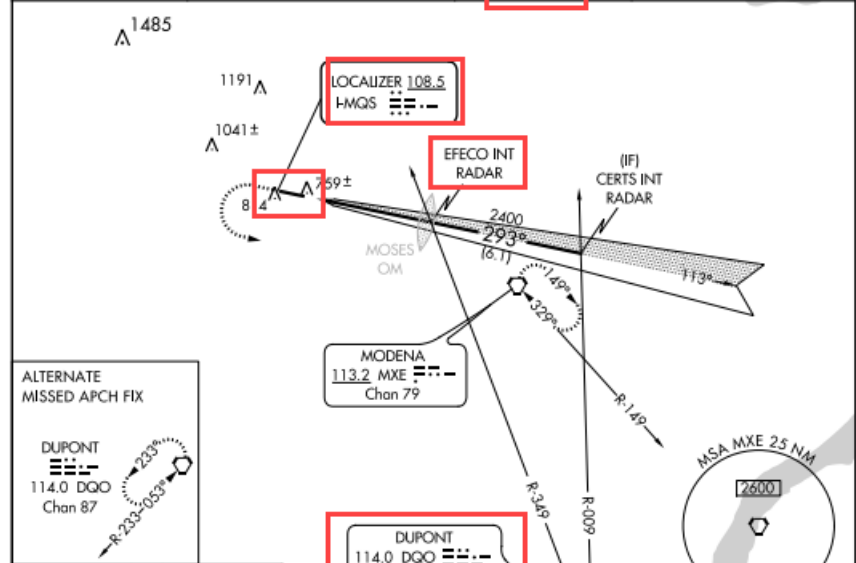 1485
1191
LOCALIZER 108.5
I-MQS
1041±
EFECO INT
RADAR
(IF)
CERTS INT
RADAR
759±
2400
293°
(6.1)
MOSES
OM
113°
149°
329°
MODENA
113.2 MXE
Chan 79
ALTERNATE
MISSED APCH FIX
DUPONT
114.0 DQO
Chan 87
233°
R-233
053°
R-149
MSA MXE 25 NM
2600
R-349
R-009
DUPONT
114.0 DQO